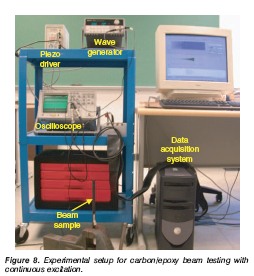 Wave
generator
Piezo
driver
Oscilloscope
Data
acquisition
system
Beam
sample
Figure 8. Experimental setup for carbon/epoxy beam testing with
continuous excitation.